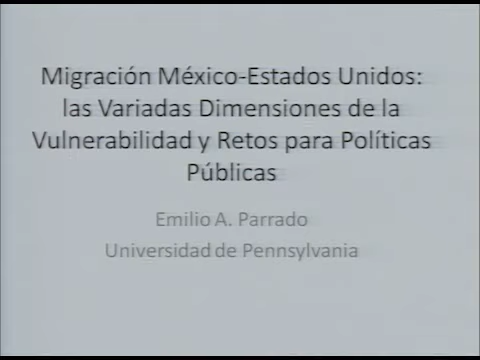 Migración México-Estados Unidos:
las Variadas Dimensiones de la
Vulnerabilidad y Retos para Políticas
Públicas
Emilio A. Parrado
Universidad de Pennsylvania